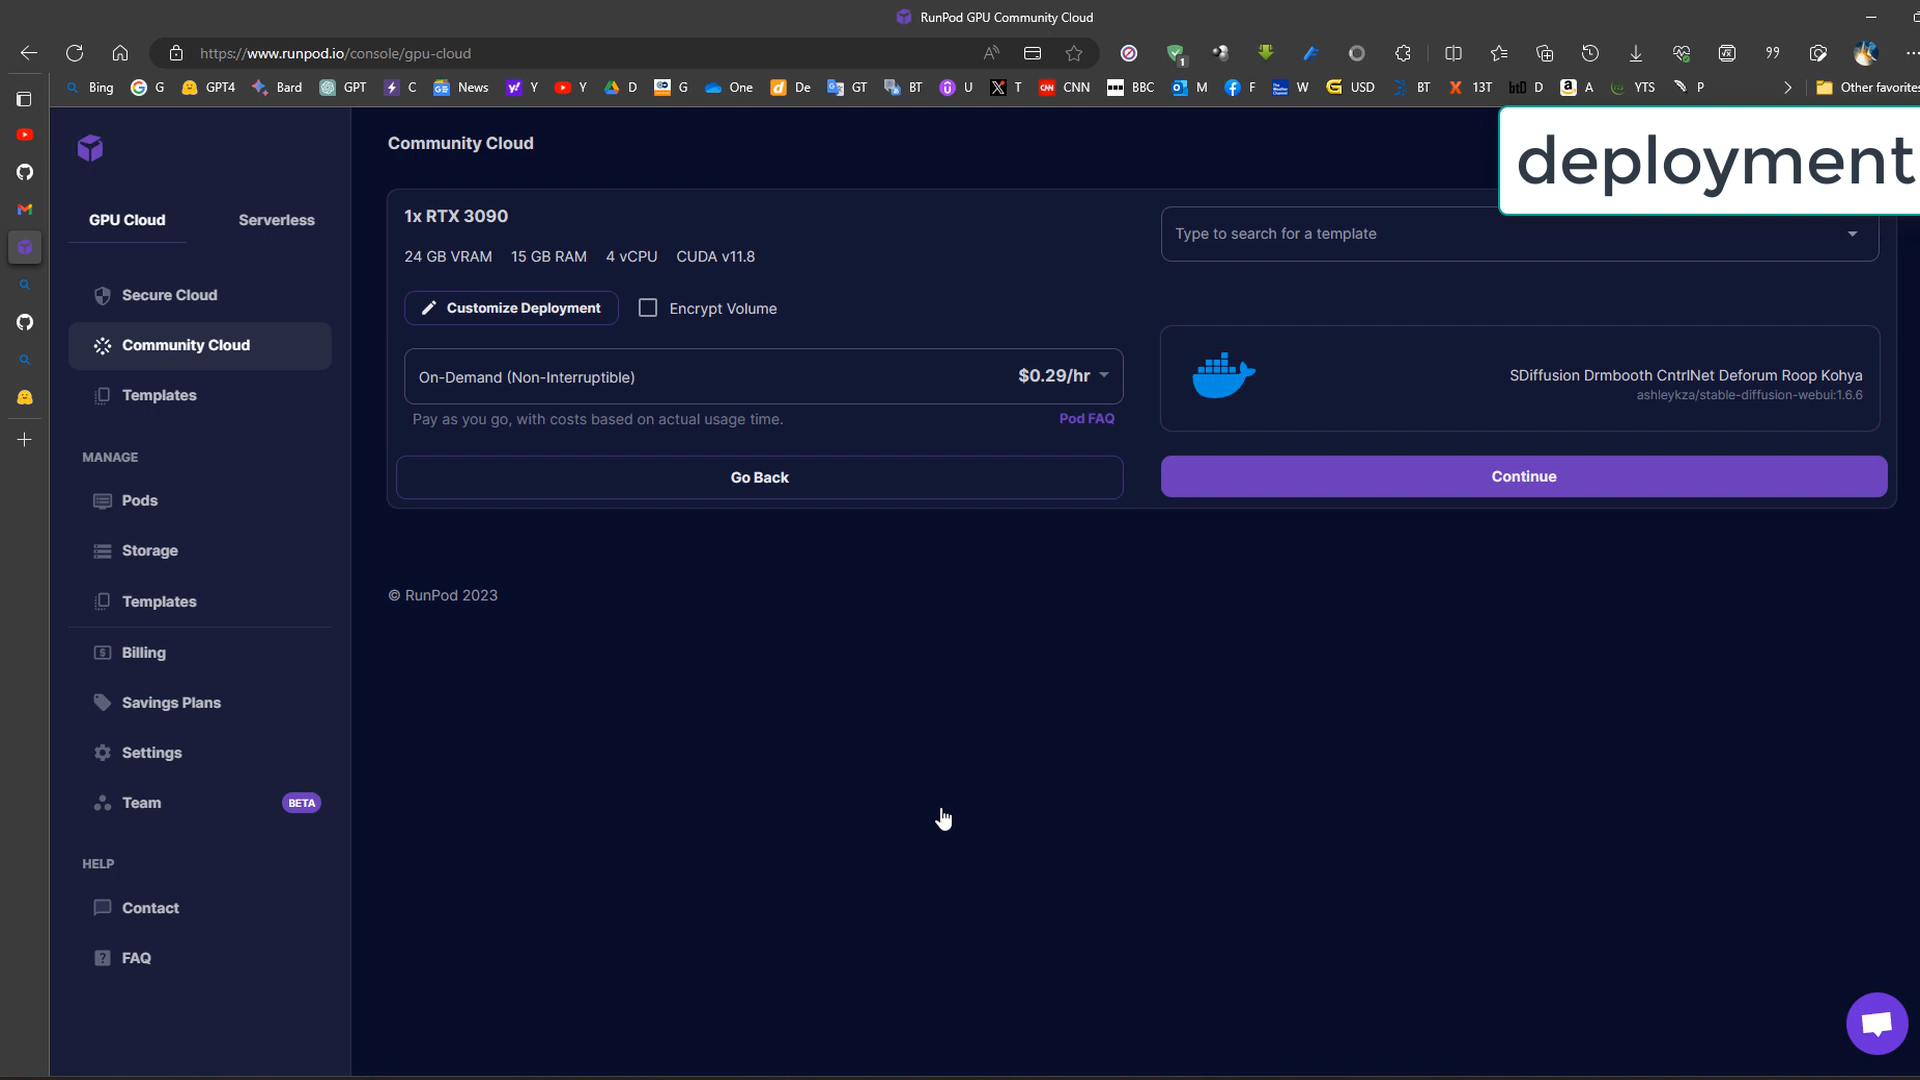 RunPod GPU Community Cloud
https://www.runpod.io/console/gpu-cloud
1
Bing G GPT4 Bard GPT C News Y Y D G One De GT BT U T CNN BBC M F W USD BT 13T D A YTS P Other favorites
deployment
Community Cloud
GPU Cloud Serverless
1x RTX 3090
24 GB VRAM 15 GB RAM 4 vCPU CUDA v11.8
Type to search for a template
Customize Deployment Encrypt Volume
On-Demand (Non-Interruptible) $0.29/hr
Pay as you go, with costs based on actual usage time. Pod FAQ
SDiffusion Drmbooth CntrlNet Deforum Roop Kohya
ashleykza/stable-diffusion-webui:1.6.6
Go Back Continue
© RunPod 2023
Secure Cloud
Community Cloud
Templates
MANAGE
Pods
Storage
Templates
Billing
Savings Plans
Settings
Team BETA
HELP
Contact
FAQ